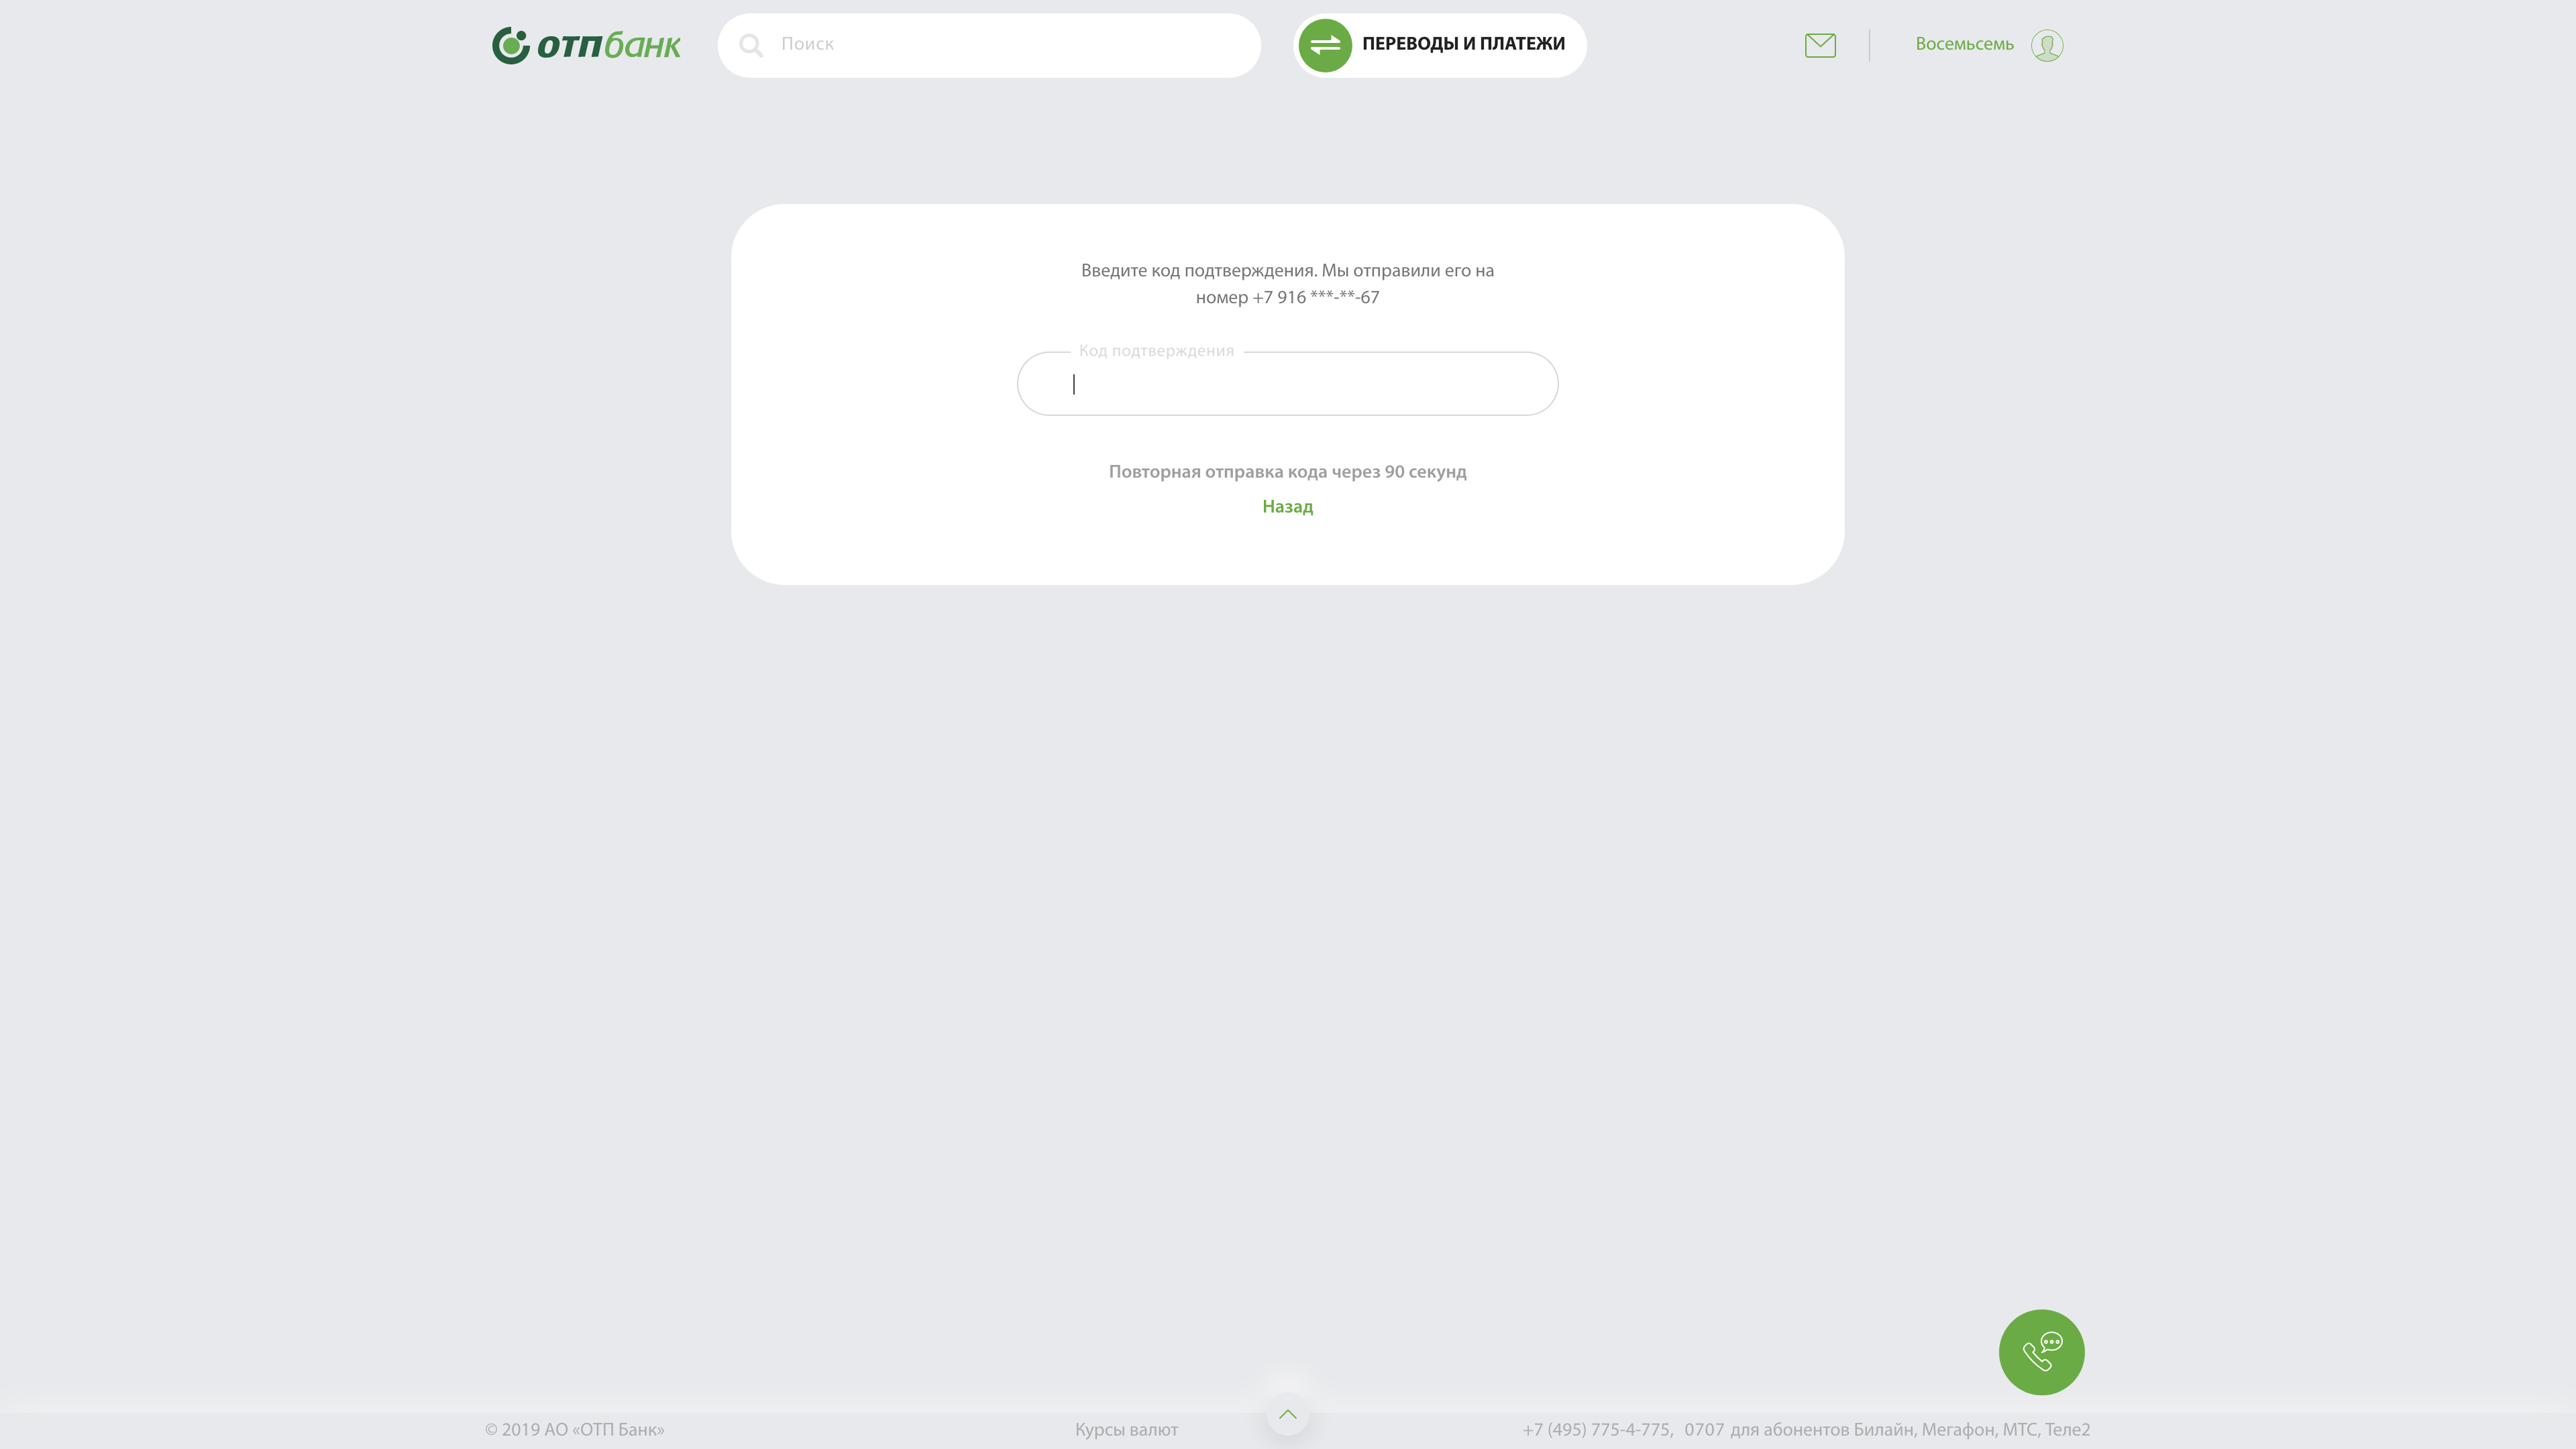 отпбанк
Поиск
ПЕРЕВОДЫ И ПЛАТЕЖИ
Восемьсемь
Введите код подтверждения. Мы отправили его на
номер +7 916 ***-**-67
Код подтверждения
Повторная отправка кода через 90 секунд
Назад
© 2019 АО «ОТП Банк»
Курсы валют
+7 (495) 775-4-775, 0707 для абонентов Билайн, Мегафон, МТС, Теле2